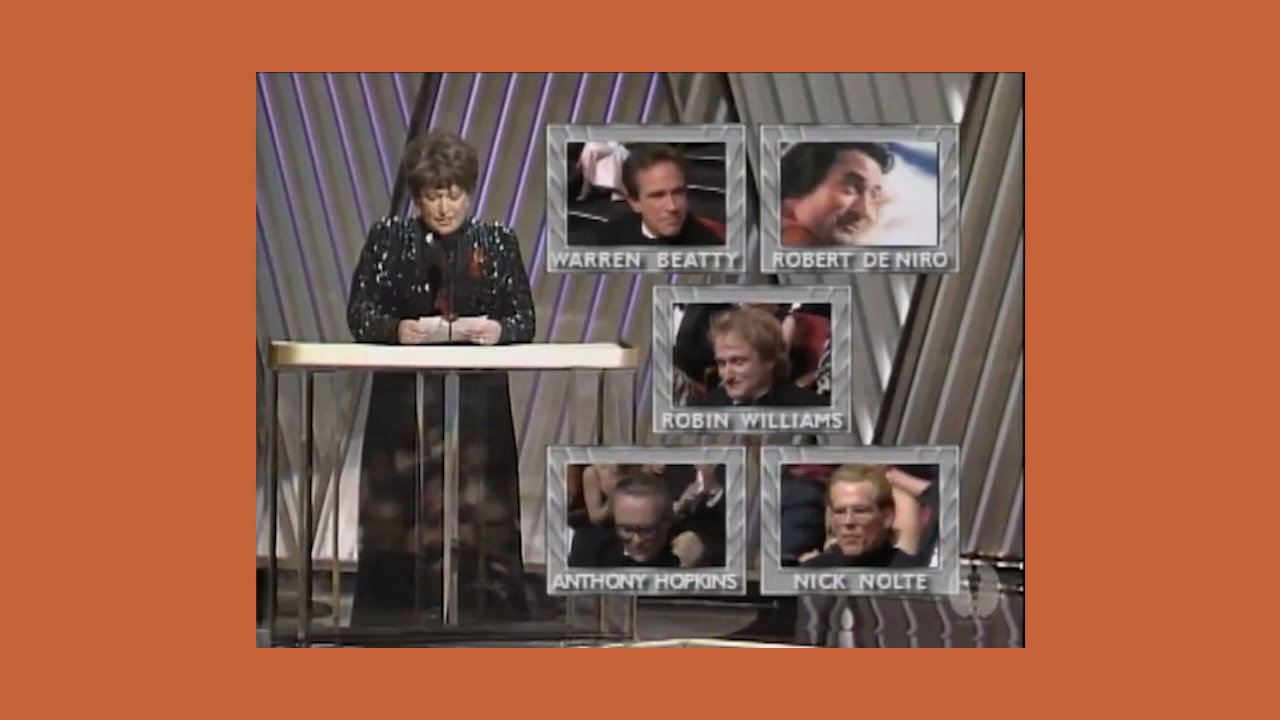 WARREN BEATTY
ROBERT DE NIRO
ROBIN WILLIAMS
ANTHONY HOPKINS
NICK NOLTE